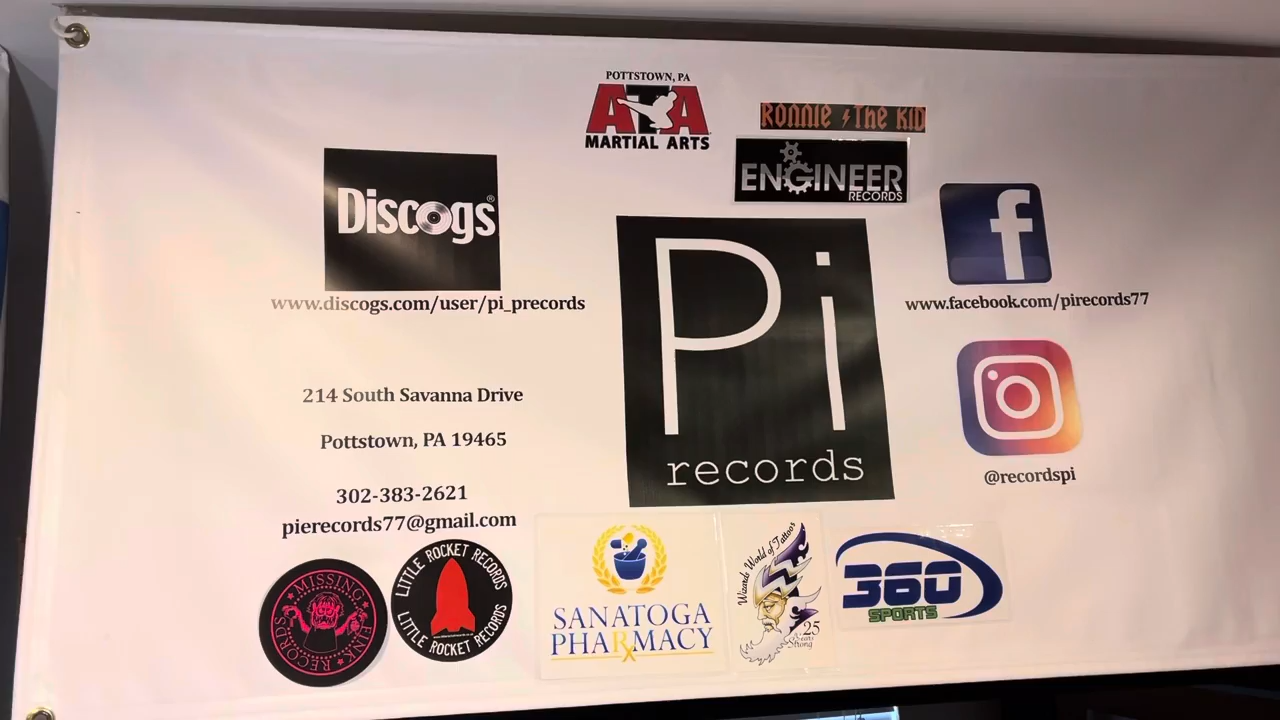 POTTSTOWN, PA
ATA
MARTIAL ARTS
RONNIE THE KID
ENGINEER
RECORDS
Discogs®
www.discogs.com/user/pi_precords
f
www.facebook.com/pirecords77
Pi
records
@recordspi
214 South Savanna Drive
Pottstown, PA 19465
302-383-2621
pierecords77@gmail.com
MISSING
FINK RECORDS
LITTLE ROCKET RECORDS
LITTLE ROCKET RECORDS
SANATOGA
PHARMACY
Wizards World of Tattoos
25
Years
Strong
360
SPORTS